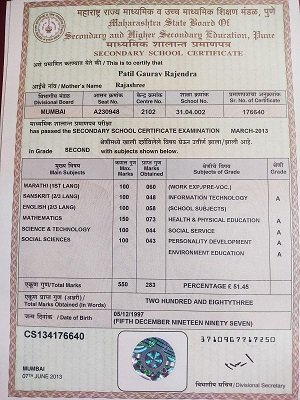 महाराष्ट्र राज्य माध्यमिक व उच्च माध्यमिक शिक्षण मंडळ, पुणे
Maharashtra State Board Of
Secondary and Higher Secondary Education, Pune
माध्यमिक शालान्त प्रमाणपत्र
SECONDARY SCHOOL CERTIFICATE
असे प्रमाणित करण्यात येते की / This is to certify that
Patil Gaurav Rajendra
आईचे नाव / Mother's Name Rajashree
विभागीय मंडळ आसन क्रमांक केंद्र क्रमांक शाळा क्रमांक प्रमाणपत्राचा अनुक्रमांक
Divisional Board Seat No. Centre No. School No. Sr. No. of Certificate
MUMBAI A230948 2102 31.04.002 176640
माध्यमिक शालान्त प्रमाणपत्र परीक्षा
has passed the SECONDARY SCHOOL CERTIFICATE EXAMINATION MARCH-2013
in Grade SECOND with subjects shown below.
मुख्य विषय कमाल गुण प्राप्त गुण श्रेणीचे विषय श्रेणी
Main Subjects Max. Marks Marks Obtained Subjects of Grade Grade
MARATHI (1ST LANG) 100 060 (WORK EXP./PRE-VOC.)
SANSKRIT (2/3 LANG) 100 048 INFORMATION TECHNOLOGY A
ENGLISH (2/3 LANG) 100 058 (SCHOOL SUBJECTS)
MATHEMATICS 150 073 HEALTH & PHYSICAL EDUCATION A
SCIENCE & TECHNOLOGY 100 044 SOCIAL SERVICE A
SOCIAL SCIENCES 100 043 PERSONALITY DEVELOPMENT A
ENVIRONMENT EDUCATION A
एकूण गुण/Total Marks 550 283 PERCENTAGE £ 51.45
एकूण प्राप्त गुण (अक्षरी)
Total Marks Obtained (In Words) TWO HUNDRED AND EIGHTYTHREE
जन्म दिनांक / Date of Birth 05/12/1997
(FIFTH DECEMBER NINETEEN NINETY SEVEN)
CS134176640
MUMBAI
07TH JUNE 2013
विभागीय सचिव/Divisional Secretary